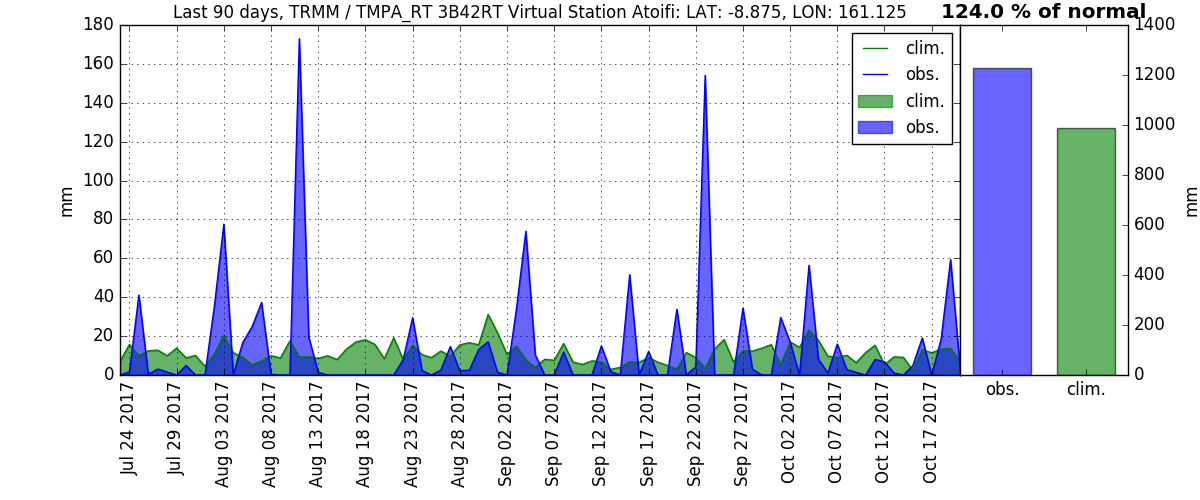 Last 90 days, TRMM / TMPA_RT 3B42RT Virtual Station Atoifi: LAT: -8.875, LON: 161.125
124.0 % of normal
180
160
140
120
100
80
60
40
20
0
mm
clim.
obs.
clim.
obs.
Jul 24 2017
Jul 29 2017
Aug 03 2017
Aug 08 2017
Aug 13 2017
Aug 18 2017
Aug 23 2017
Aug 28 2017
Sep 02 2017
Sep 07 2017
Sep 12 2017
Sep 17 2017
Sep 22 2017
Sep 27 2017
Oct 02 2017
Oct 07 2017
Oct 12 2017
Oct 17 2017
1400
1200
1000
800
600
400
200
0
mm
obs.
clim.